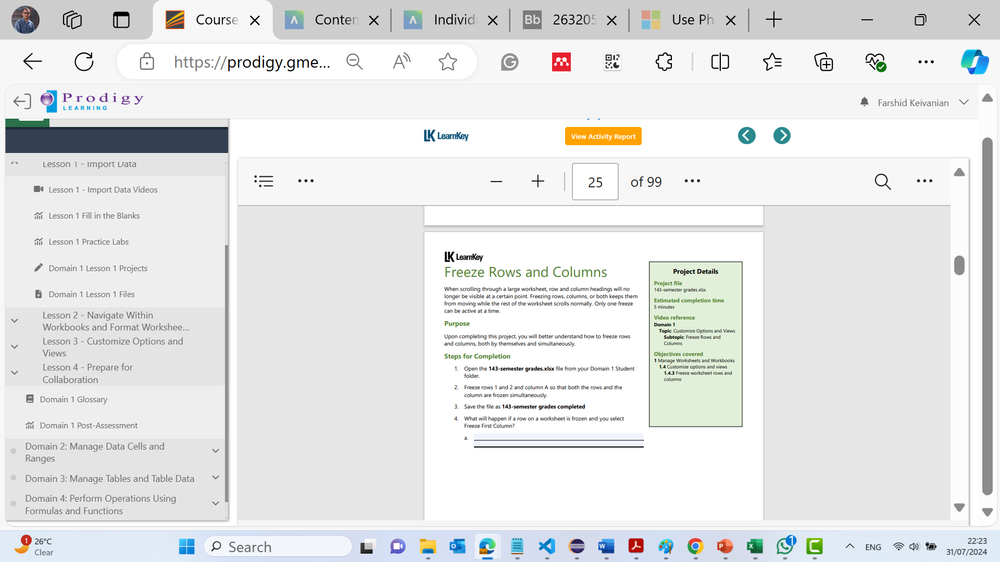 Course
Conten
Individ
Bb
263205
Use Ph
https://prodigy.gme...
Prodigy
LEARNING
Farshid Keivanian
LK LearnKey
View Activity Report
Lesson 1 - Import Data
Lesson 1 - Import Data Videos
Lesson 1 Fill in the Blanks
Lesson 1 Practice Labs
Domain 1 Lesson 1 Projects
Domain 1 Lesson 1 Files
Lesson 2 - Navigate Within
Workbooks and Format Workshee...
Lesson 3 - Customize Options and
Views
Lesson 4 - Prepare for
Collaboration
Domain 1 Glossary
Domain 1 Post-Assessment
Domain 2: Manage Data Cells and
Ranges
Domain 3: Manage Tables and Table Data
Domain 4: Perform Operations Using
Formulas and Functions
25 of 99
LK LearnKey
Freeze Rows and Columns
When scrolling through a large worksheet, row and column headings will no
longer be visible at a certain point. Freezing rows, columns, or both keeps them
from moving while the rest of the worksheet scrolls normally. Only one freeze
can be active at a time.
Purpose
Upon completing this project, you will better understand how to freeze rows
and columns, both by themselves and simultaneously.
Steps for Completion
1. Open the 143-semester grades.xlsx file from your Domain 1 Student
folder.
2. Freeze rows 1 and 2 and column A so that both the rows and the
column are frozen simultaneously.
3. Save the file as 143-semester grades completed
4. What will happen if a row on a worksheet is frozen and you select
Freeze First Column?
a.
Project Details
Project file
143-semester grades.xlsx
Estimated completion time
5 minutes
Video reference
Domain 1
Topic: Customize Options and Views
Subtopic: Freeze Rows and
Columns
Objectives covered
1 Manage Worksheets and Workbooks
1.4 Customize options and views
1.4.3 Freeze worksheet rows and
columns
1
26°C
Clear
Search
1
ENG
22:23
31/07/2024